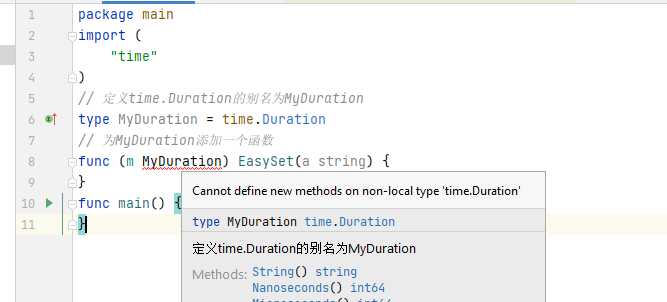 1 package main
2 import (
3 "time"
4 )
5 // 定义time.Duration的别名为MyDuration
6 type MyDuration = time.Duration
7 // 为MyDuration添加一个函数
8 func (m MyDuration) EasySet(a string) {
9 }
10 func main() {
11 }
Cannot define new methods on non-local type 'time.Duration'
type MyDuration time.Duration
定义time.Duration的别名为MyDuration
Methods: String() string
Nanoseconds() int64